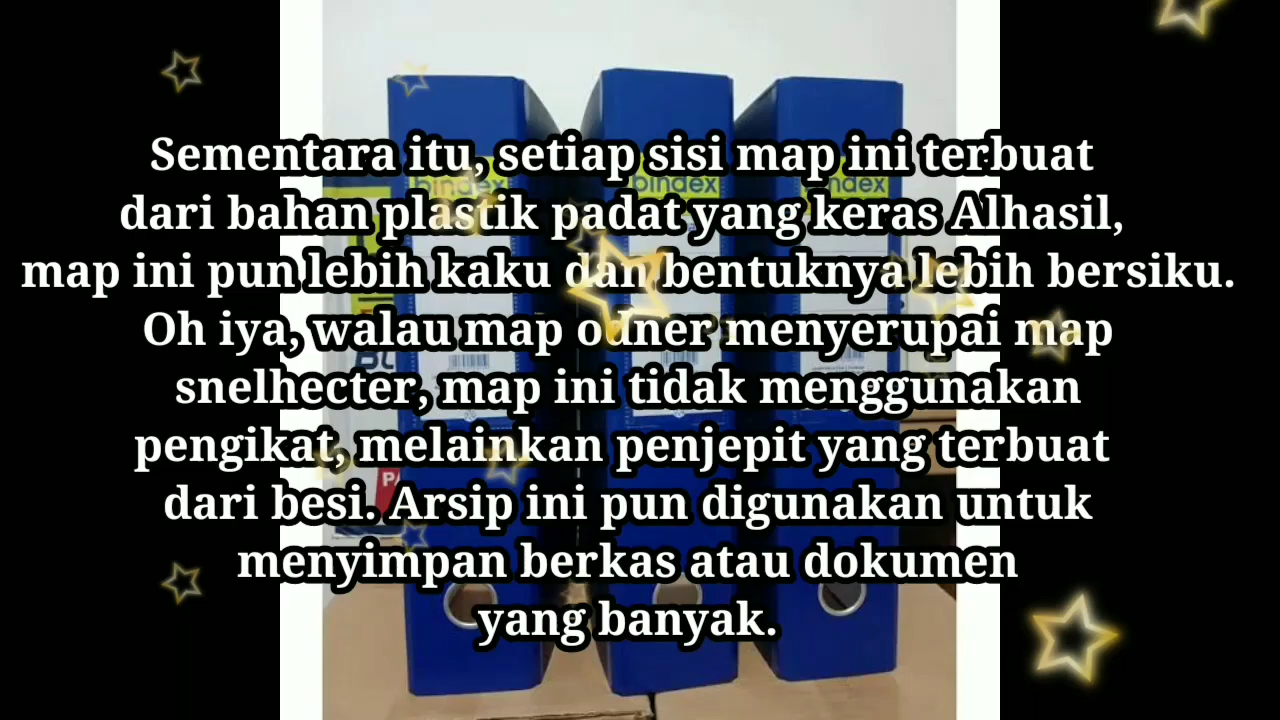 Sementara itu, setiap sisi map ini terbuat
dari bahan plastik padat yang keras Alhasil,
map ini pun lebih kaku dan bentuknya lebih bersiku.
Oh iya, walau map odner menyerupai map
snelhecter, map ini tidak menggunakan
pengikat, melainkan penjepit yang terbuat
dari besi. Arsip ini pun digunakan untuk
menyimpan berkas atau dokumen
yang banyak.
bindex
bindex